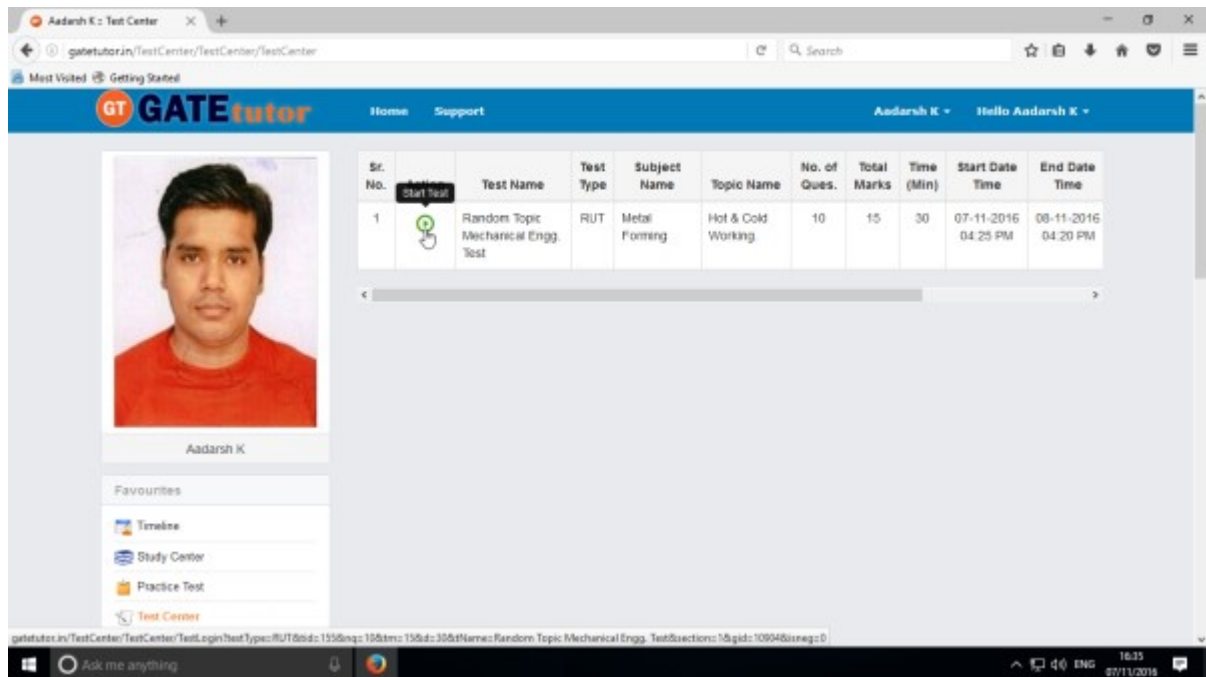 Aadarsh K :: Test Center
gatetutor.in/TestCenter/TestCenter/TestCenter
Search
Most Visited Getting Started
GT GATEtutor Home Support Aadarsh K Hello Aadarsh K
Sr. No. Test Name Test Type Subject Name Topic Name No. of Ques. Total Marks Time (Min) Start Date Time End Date Time
Start Test
1 Random Topic Mechanical Engg. Test RUT Metal Forming Hot & Cold Working 10 15 30 07-11-2016 04:25 PM 08-11-2016 04:20 PM
Aadarsh K
Favourites
Timeline
Study Center
Practice Test
Test Center
gatetutor.in/TestCenter/TestCenter/TestLogin?testType=RUT&tid=155&nq=10&tm=15&d=30&tName=Random Topic Mechanical Engg. Test&section=1&gid=10904&isneg=0
Ask me anything
ENG
16:35
07/11/2016